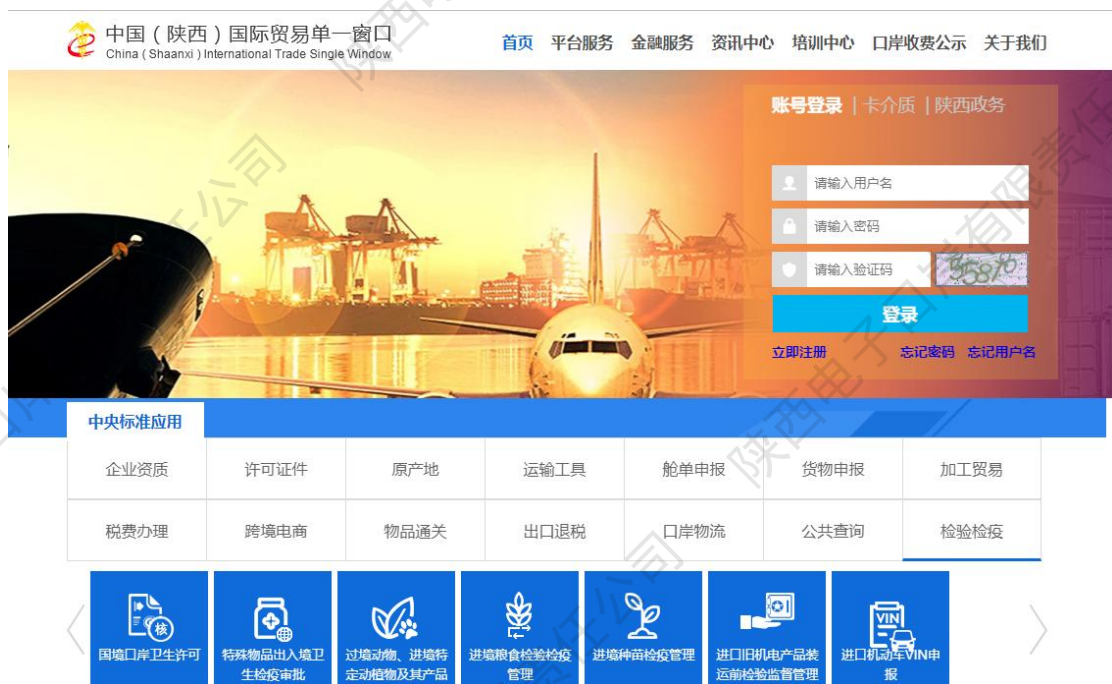 中国（陕西）国际贸易单一窗口
China ( Shaanxi ) International Trade Single Window
首页 平台服务 金融服务 资讯中心 培训中心 口岸收费公示 关于我们
账号登录 | 卡介质 | 陕西政务
请输入用户名
请输入密码
请输入验证码
登录
立即注册 忘记密码 忘记用户名
中央标准应用
企业资质 许可证件 原产地 运输工具 舱单申报 货物申报 加工贸易
税费办理 跨境电商 物品通关 出口退税 口岸物流 公共查询 检验检疫
核
VIN
国境口岸卫生许可
特殊物品出入境卫
生检疫审批
过境动物、进境特
定动植物及其产品
进境粮食检验检疫
管理
进境种苗检疫管理
进口旧机电产品装
运前检验监督管理
进口机动车VIN申
报